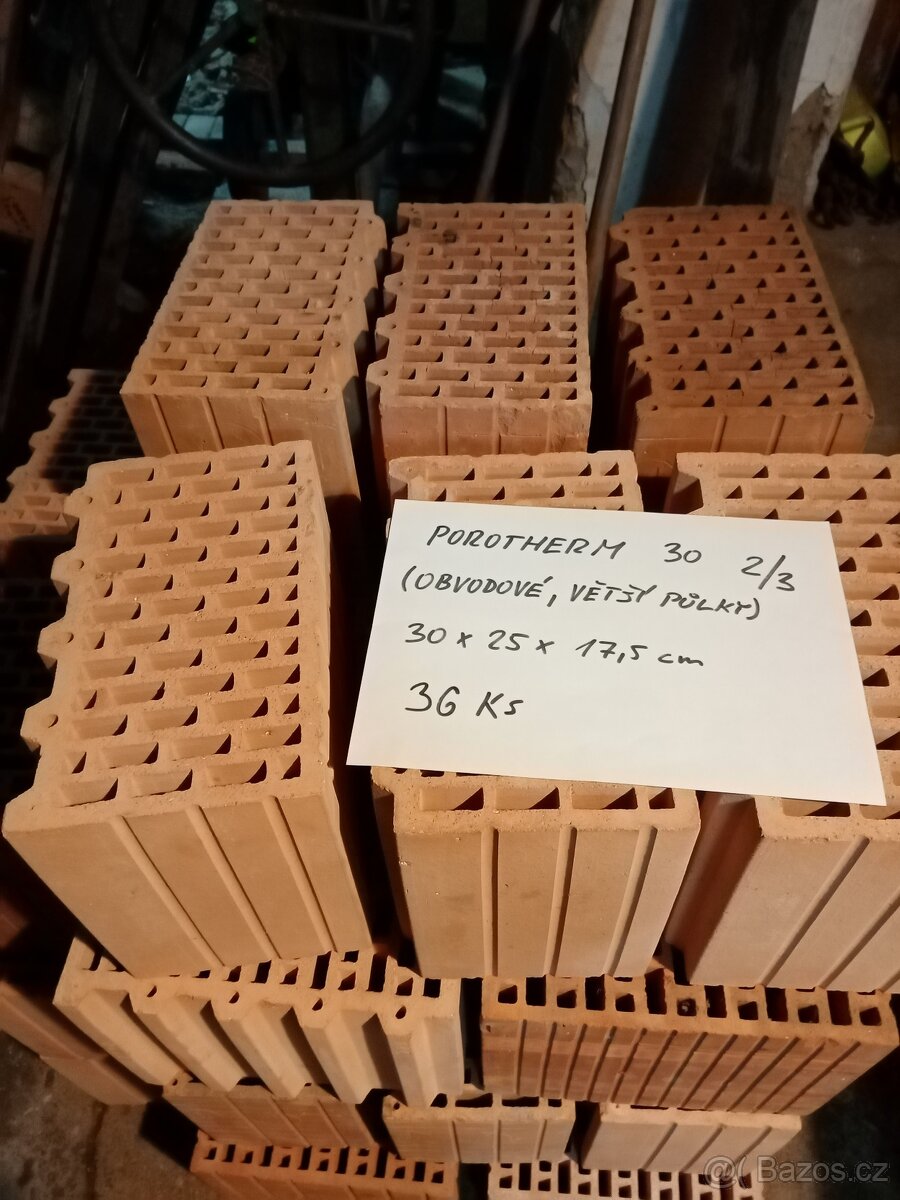 POROTHERM 30 2/3
(OBVODOVÉ, VĚTŠÍ PŮLKY)
30 x 25 x 17,5 cm
36 Ks
Bazos.cz